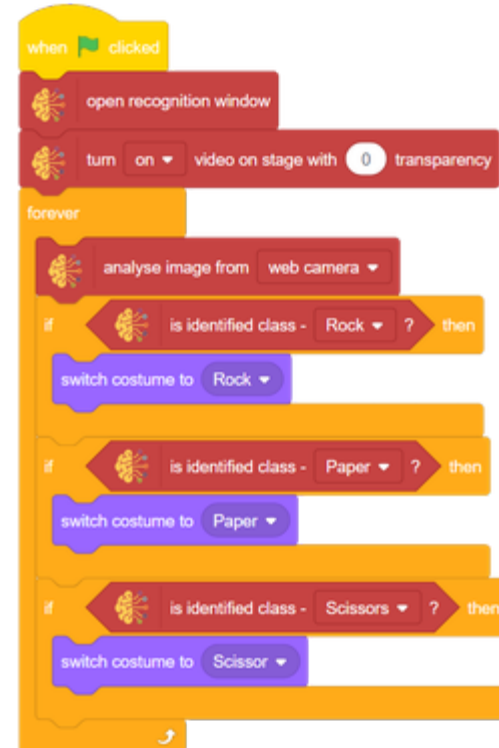 when clicked
open recognition window
turn on video on stage with 0 transparency
forever
analyse image from web camera
if is identified class - Rock ? then
switch costume to Rock
if is identified class - Paper ? then
switch costume to Paper
if is identified class - Scissors ? then
switch costume to Scissor